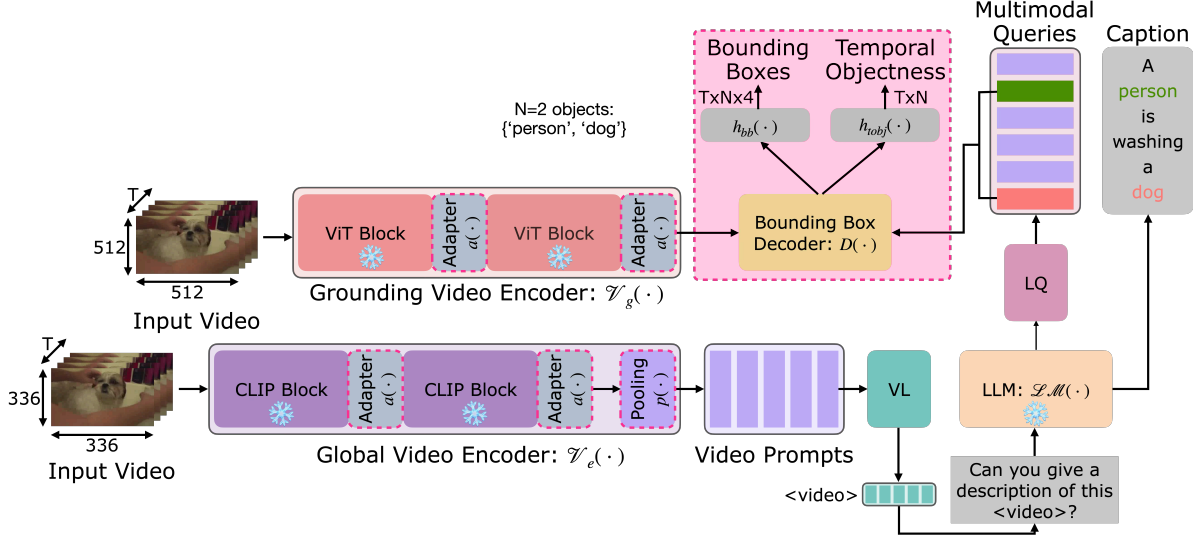 Multimodal
Queries
Caption
Bounding
Boxes
Temporal
Objectness
TxNx4
TxN
h_bb(·)
h_tobj(·)
N=2 objects:
{‘person’, ‘dog’}
A
person
is
washing
a
dog
T
512
512
Input Video
ViT Block
Adapter
a(·)
ViT Block
Adapter
a(·)
Grounding Video Encoder: 𝒱_g(·)
Bounding Box
Decoder: D(·)
LQ
T
336
336
Input Video
CLIP Block
Adapter
a(·)
CLIP Block
Adapter
a(·)
Pooling
p(·)
Global Video Encoder: 𝒱_e(·)
Video Prompts
VL
LLM: ℒℳ(·)
<video>
Can you give a
description of this
<video>?